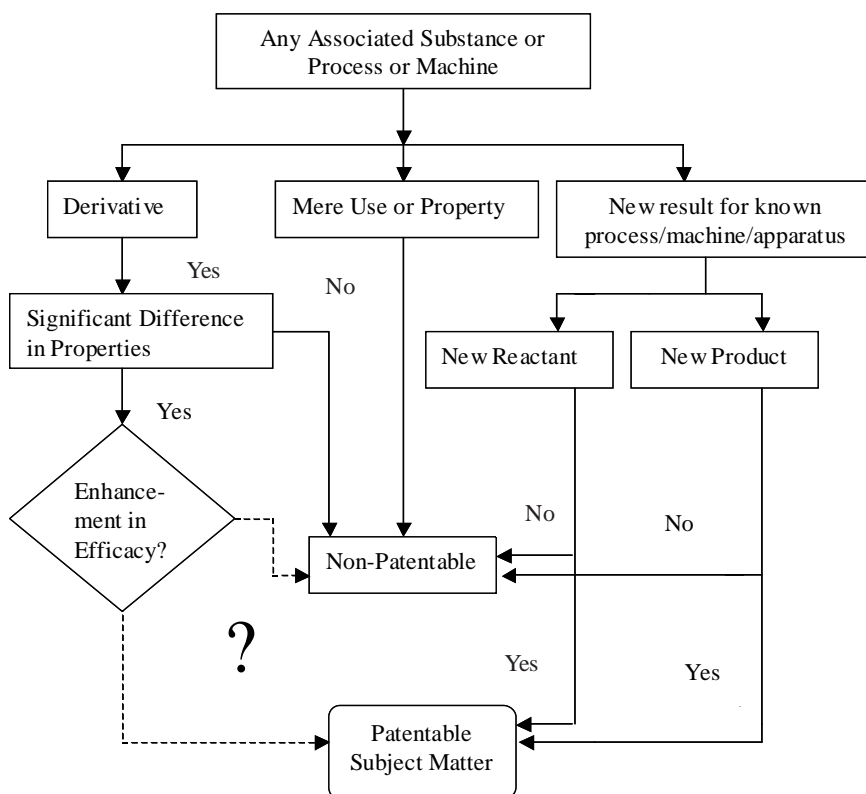 Any Associated Substance or
Process or Machine
Derivative
Mere Use or Property
New result for known
process/machine/apparatus
Yes
No
Significant Difference
in Properties
New Reactant
New Product
Yes
Enhance-
ment in
Efficacy?
No
No
Non-Patentable
?
Yes
Yes
Patentable
Subject Matter